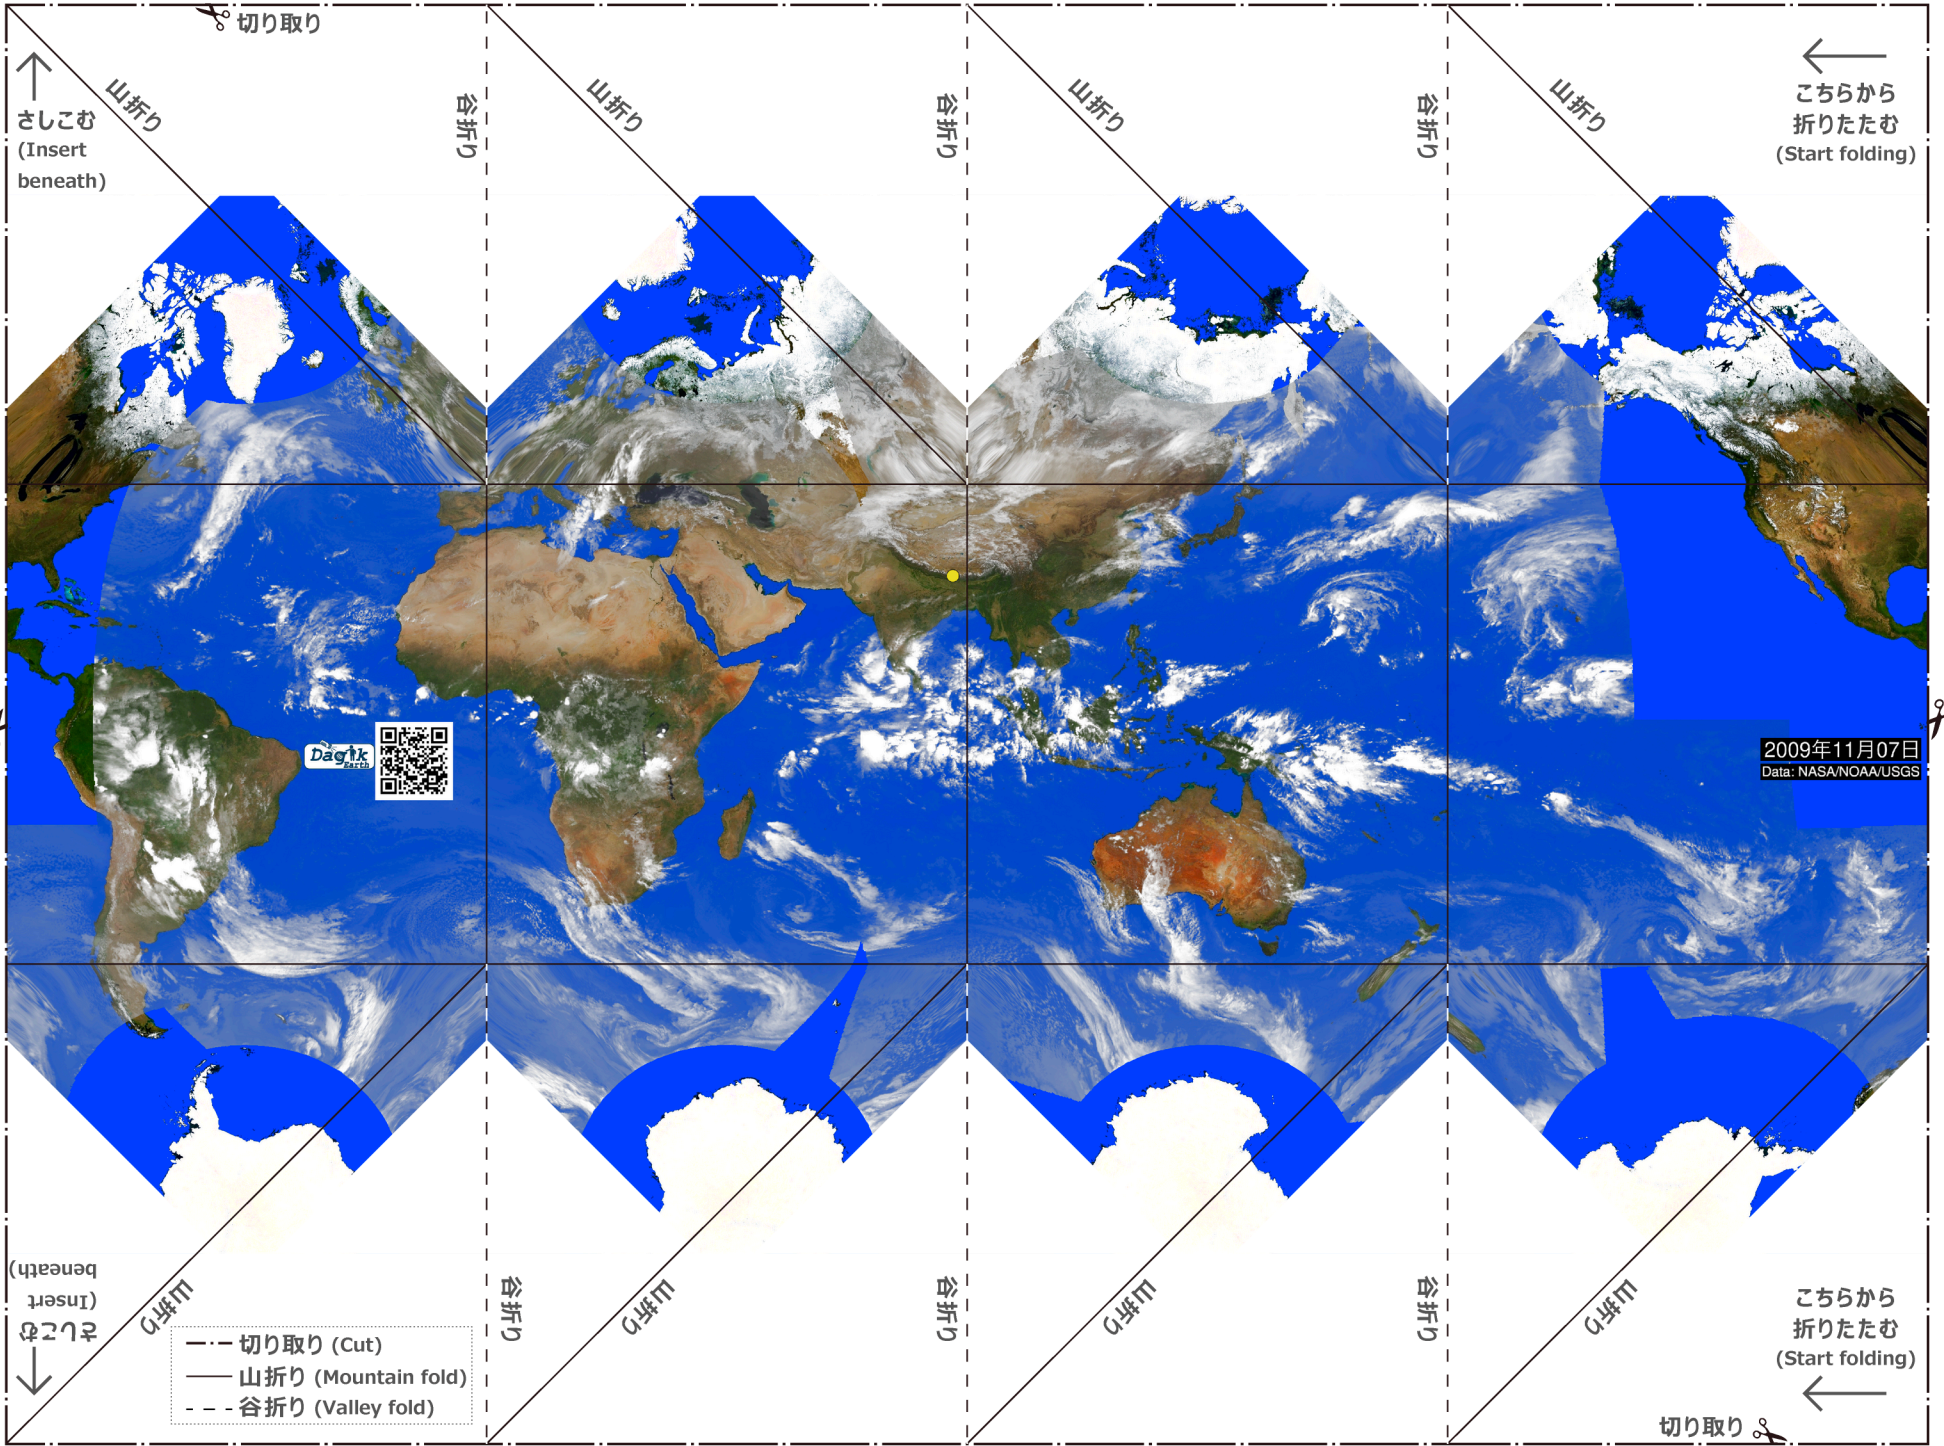 切り取り
山折り
谷折り
山折り
谷折り
山折り
谷折り
山折り
さしこむ
(Insert
beneath)
こちらから
折りたたむ
(Start folding)
Dagik
Earth
2009年11月07日
Data: NASA/NOAA/USGS
さしこむ
(Insert
beneath)
山折り
谷折り
山折り
谷折り
山折り
谷折り
山折り
こちらから
折りたたむ
(Start folding)
切り取り (Cut)
山折り (Mountain fold)
谷折り (Valley fold)
切り取り